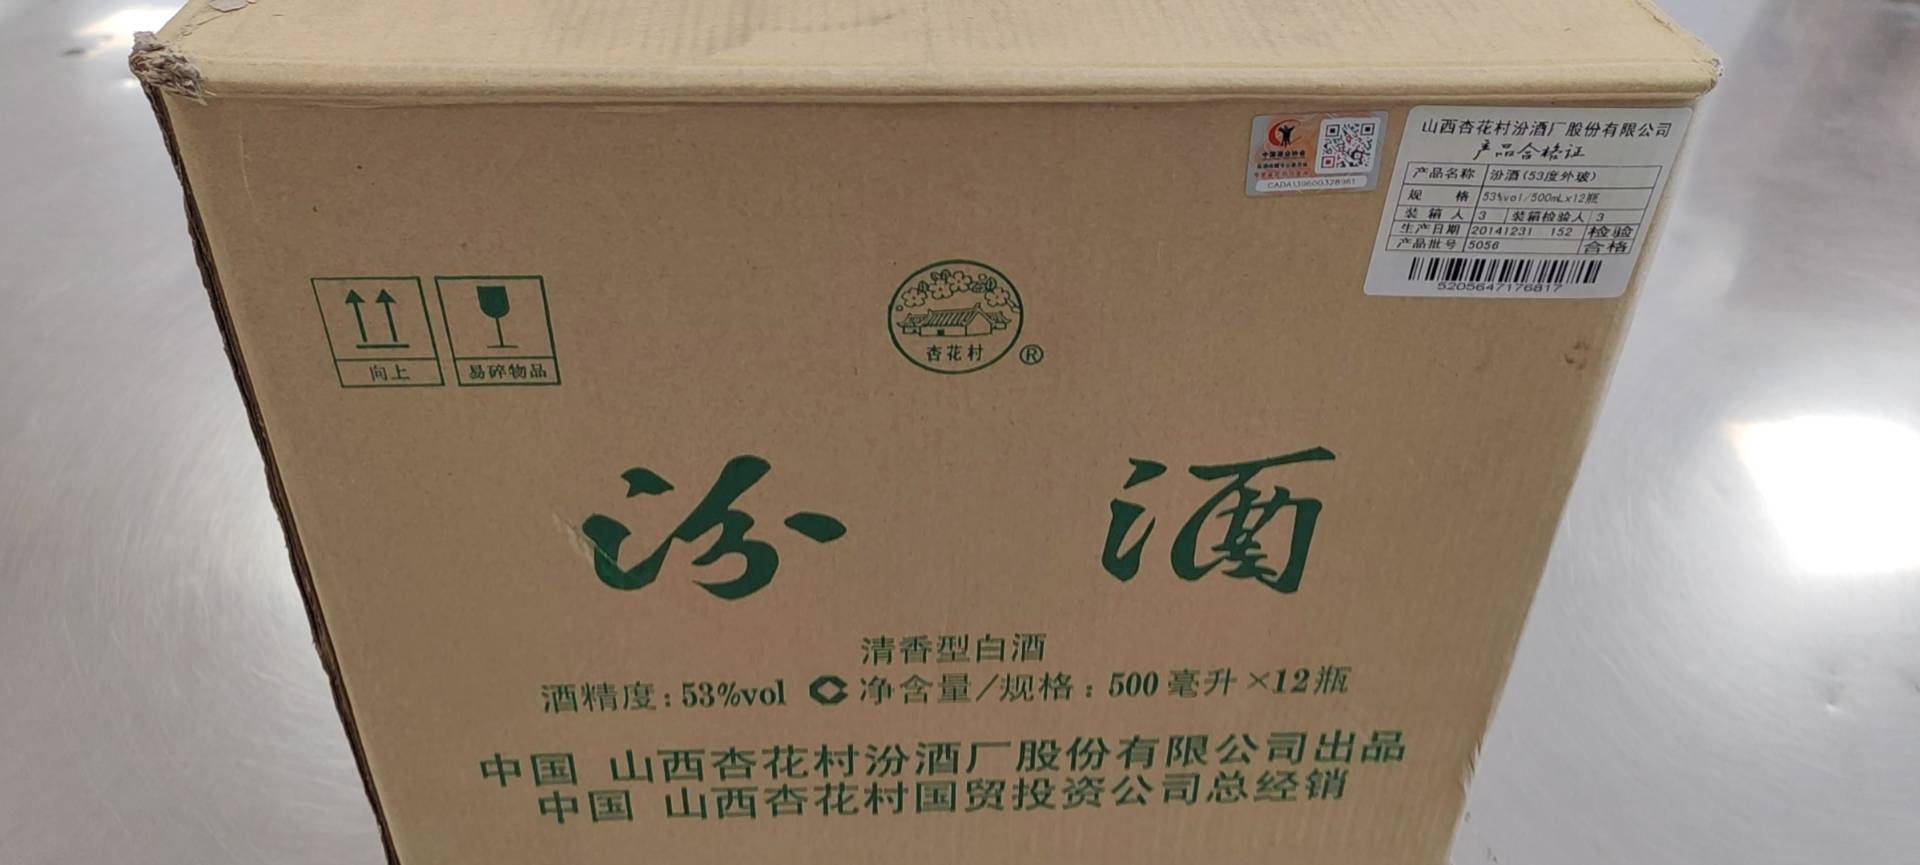 山西杏花村汾酒厂股份有限公司
产品合格证
产品名称 汾酒(53度外玻)
规 格 53%vol/500mL×12瓶
装箱人 3 装箱检验人 3
生产日期 20141231 152 检验
产品批号 5056 合格
5205647176817
中国酒业协会
向上
易碎物品
杏花村
®
汾酒
清香型白酒
酒精度:53%vol 净含量/规格:500毫升×12瓶
中国 山西杏花村汾酒厂股份有限公司出品
中国 山西杏花村国贸投资公司总经销